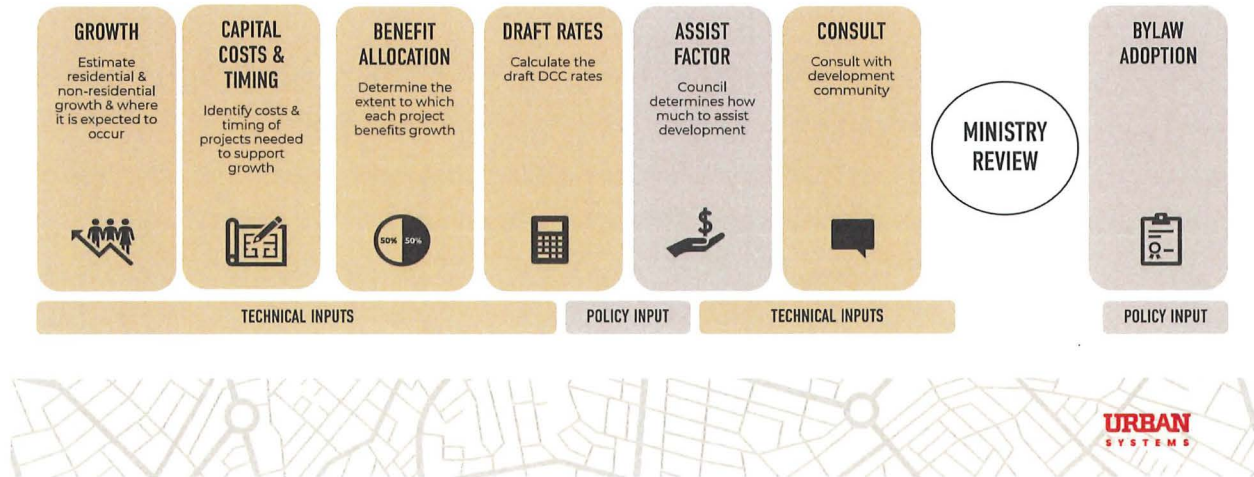 GROWTH
Estimate
residential &
non-residential
growth & where
it is expected to
occur
CAPITAL
COSTS &
TIMING
Identify costs &
timing of
projects needed
to support
growth
BENEFIT
ALLOCATION
Determine the
extent to which
each project
benefits growth
50% 50%
DRAFT RATES
Calculate the
draft DCC rates
ASSIST
FACTOR
Council
determines how
much to assist
development
$
CONSULT
Consult with
development
community
MINISTRY
REVIEW
BYLAW
ADOPTION
TECHNICAL INPUTS
POLICY INPUT
TECHNICAL INPUTS
POLICY INPUT
URBAN
SYSTEMS